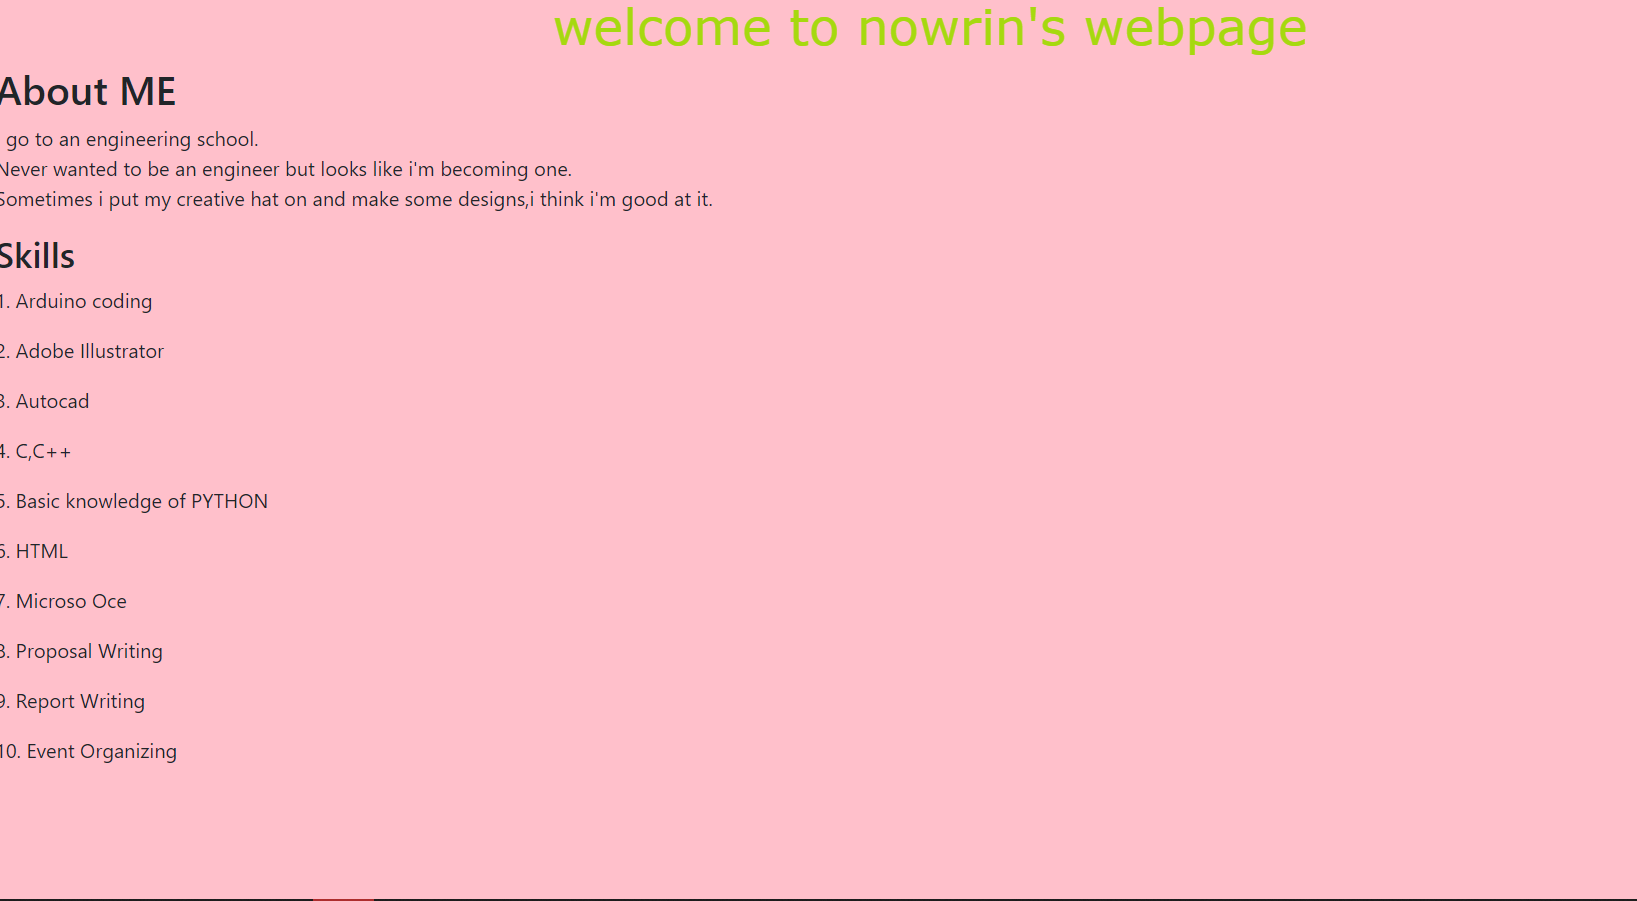 welcome to nowrin's webpage
About ME
go to an engineering school.
Never wanted to be an engineer but looks like i'm becoming one.
Sometimes i put my creative hat on and make some designs,i think i'm good at it.
Skills
1. Arduino coding
2. Adobe Illustrator
3. Autocad
4. C,C++
5. Basic knowledge of PYTHON
6. HTML
7. Microso Oce
8. Proposal Writing
9. Report Writing
10. Event Organizing